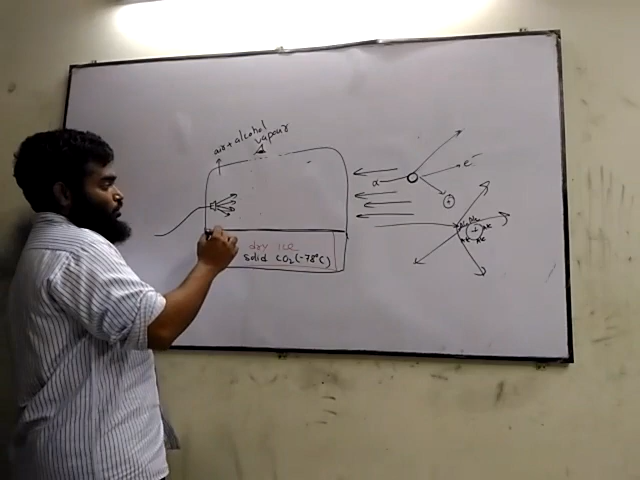 air + alcohol
vapour
α
e⁻
+
+
dry ice
solid CO₂ (-78°C)